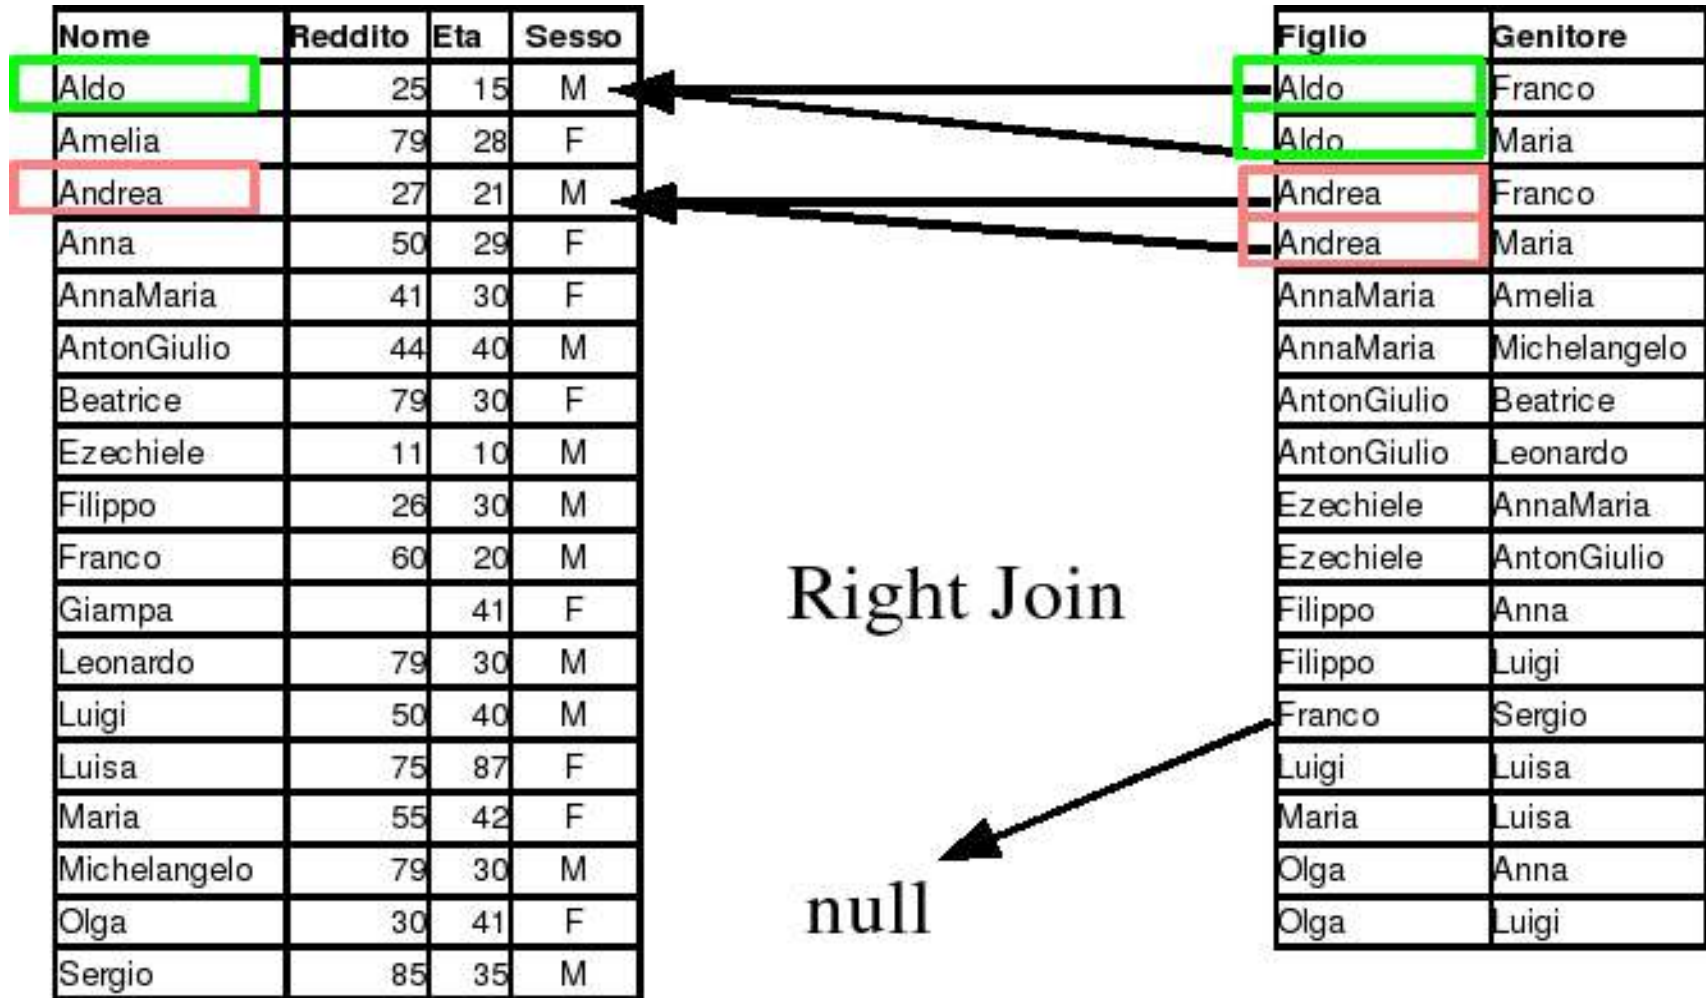 Nome Reddito Eta Sesso
Aldo 25 15 M
Amelia 79 28 F
Andrea 27 21 M
Anna 50 29 F
AnnaMaria 41 30 F
AntonGiulio 44 40 M
Beatrice 79 30 F
Ezechiele 11 10 M
Filippo 26 30 M
Franco 60 20 M
Giampa 41 F
Leonardo 79 30 M
Luigi 50 40 M
Luisa 75 87 F
Maria 55 42 F
Michelangelo 79 30 M
Olga 30 41 F
Sergio 85 35 M
Right Join
null
Figlio Genitore
Aldo Franco
Aldo Maria
Andrea Franco
Andrea Maria
AnnaMaria Amelia
AnnaMaria Michelangelo
AntonGiulio Beatrice
AntonGiulio Leonardo
Ezechiele AnnaMaria
Ezechiele AntonGiulio
Filippo Anna
Filippo Luigi
Franco Sergio
Luigi Luisa
Maria Luisa
Olga Anna
Olga Luigi